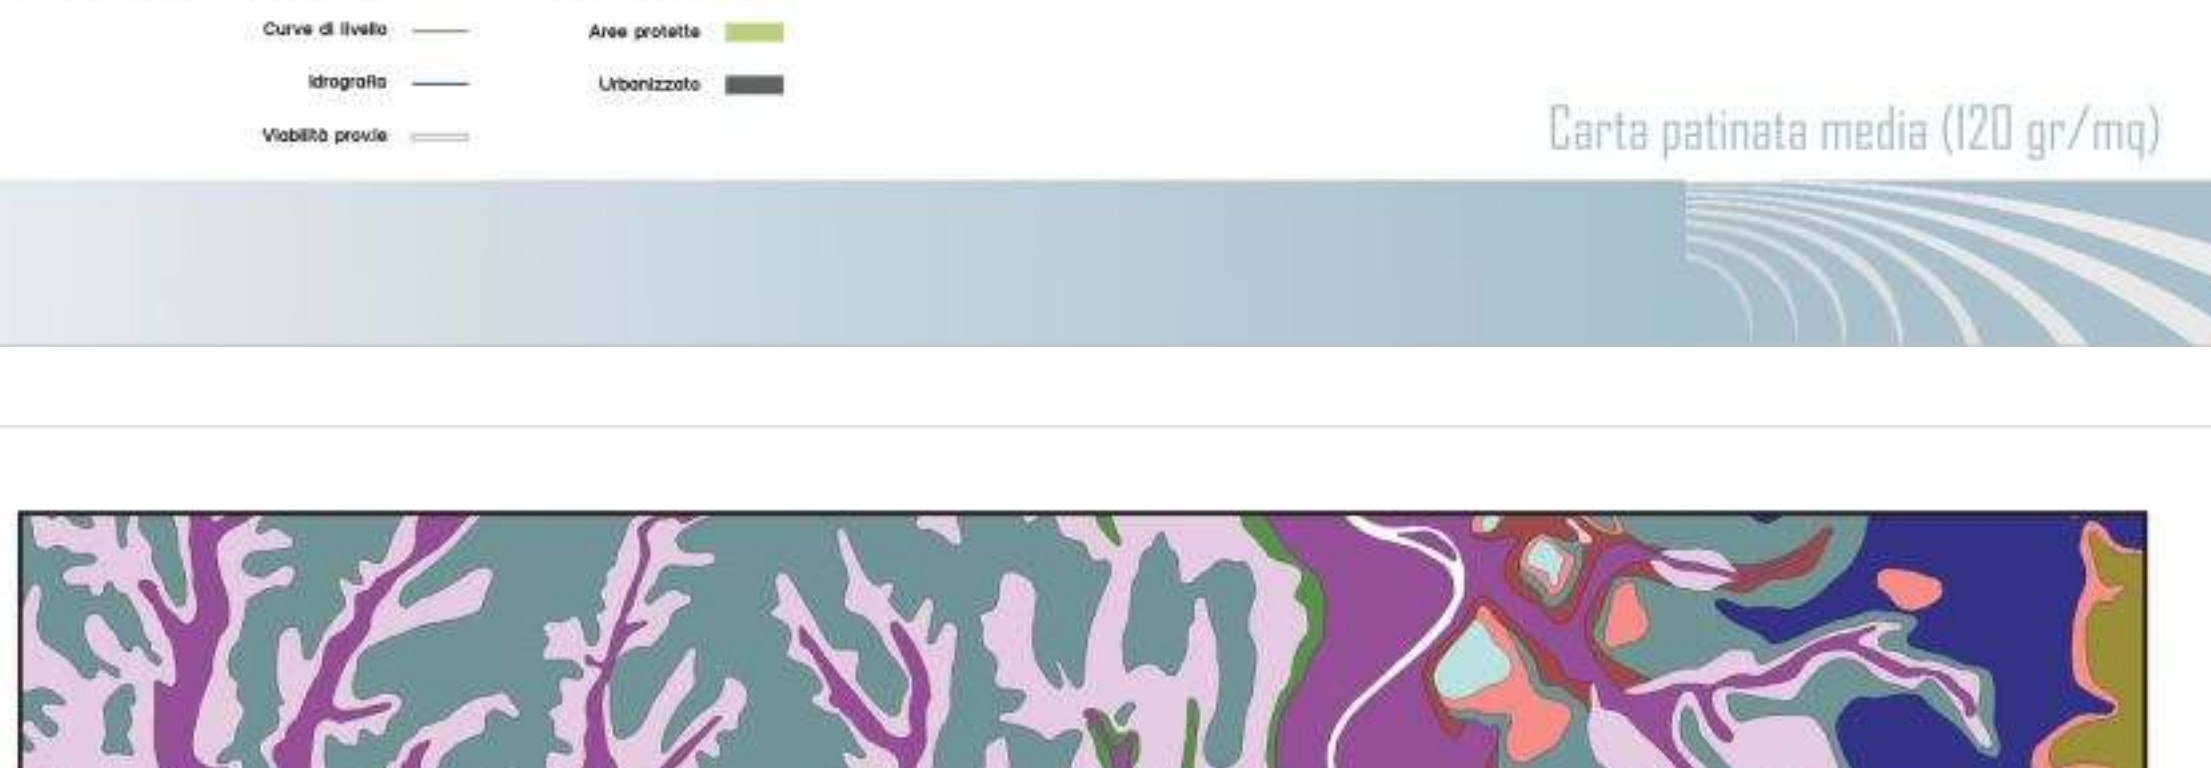 Curve di livello
Idrografia
Viabilità prov.le
Aree protette
Urbanizzato
Carta patinata media (120 gr/mq)